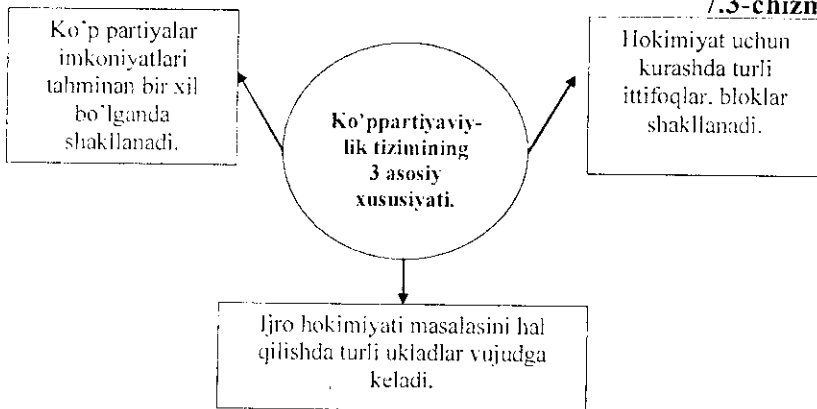 7.3-chizm
Ko'p partiyalar
imkoniyatlari
tahminan bir xil
bo'lganda
shakllanadi.
Hokimiyat uchun
kurashda turli
ittifoqlar. bloklar
shakllanadi.
Ko'ppartiyaviy-
lik tizimining
3 asosiy
xususiyati.
Ijro hokimiyati masalasini hal
qilishda turli ukladlar vujudga
keladi.